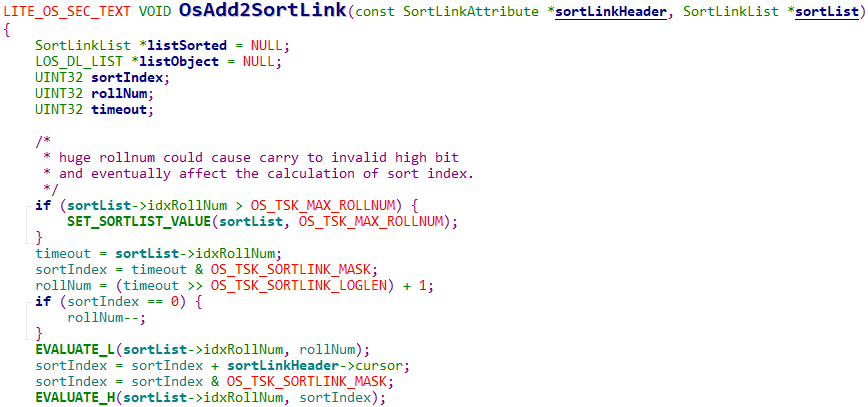 LITE_OS_SEC_TEXT VOID OsAdd2SortLink(const SortLinkAttribute *sortLinkHeader, SortLinkList *sortList)
{
    SortLinkList *listSorted = NULL;
    LOS_DL_LIST *listObject = NULL;
    UINT32 sortIndex;
    UINT32 rollNum;
    UINT32 timeout;

    /*
     * huge rollnum could cause carry to invalid high bit
     * and eventually affect the calculation of sort index.
     */
    if (sortList->idxRollNum > OS_TSK_MAX_ROLLNUM) {
        SET_SORTLIST_VALUE(sortList, OS_TSK_MAX_ROLLNUM);
    }
    timeout = sortList->idxRollNum;
    sortIndex = timeout & OS_TSK_SORTLINK_MASK;
    rollNum = (timeout >> OS_TSK_SORTLINK_LOGLEN) + 1;
    if (sortIndex == 0) {
        rollNum--;
    }
    EVALUATE_L(sortList->idxRollNum, rollNum);
    sortIndex = sortIndex + sortLinkHeader->cursor;
    sortIndex = sortIndex & OS_TSK_SORTLINK_MASK;
    EVALUATE_H(sortList->idxRollNum, sortIndex);